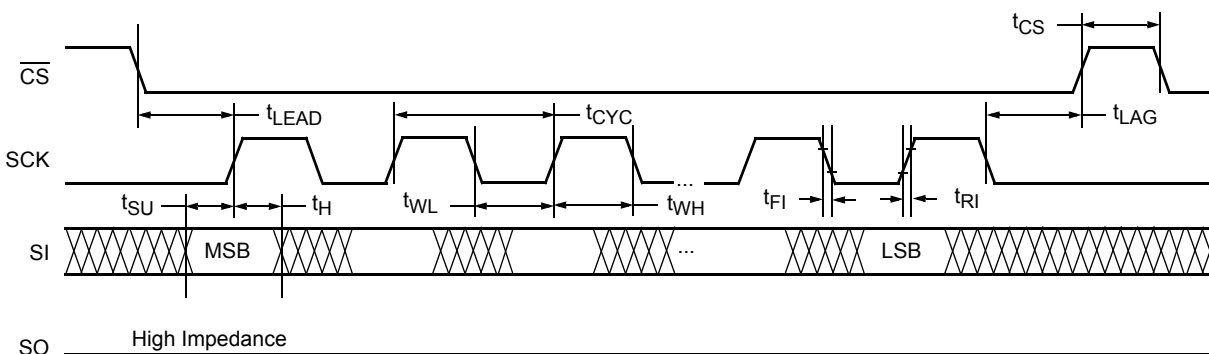 tCS
CS
tLEAD
tCYC
tLAG
SCK
...
tSU
tH
tWL
tWH
tFI
tRI
SI
MSB
...
LSB
High Impedance
SO